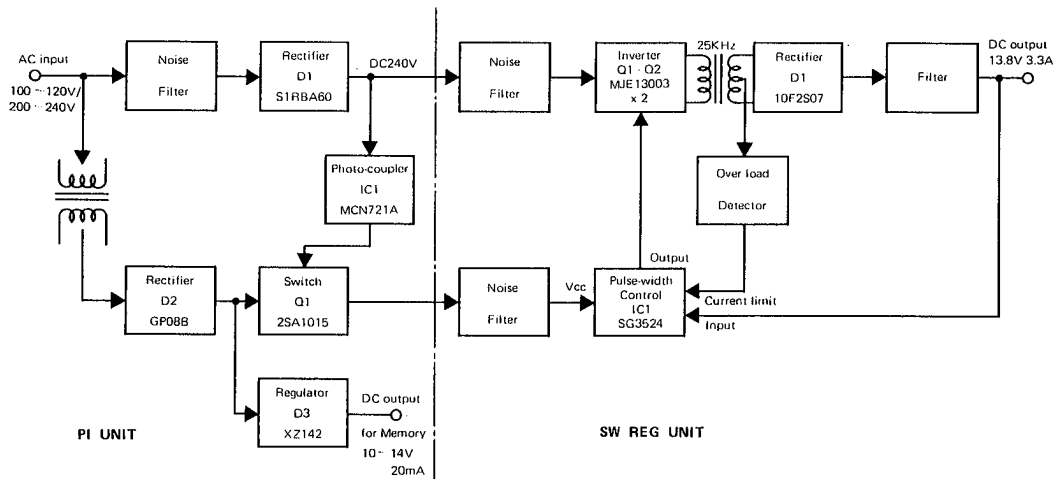 AC input
100 ~ 120V/
200 ~ 240V
Noise
Filter
Rectifier
D1
S1RBA60
DC240V
Photo-coupler
IC1
MCN721A
Rectifier
D2
GP08B
Switch
Q1
2SA1015
Regulator
D3
XZ142
DC output
for Memory
10 ~ 14V
20mA
PI UNIT
Noise
Filter
Inverter
Q1 - Q2
MJE13003
x 2
25KHz
Rectifier
D1
10F2S07
Filter
DC output
13.8V 3.3A
Over load
Detector
Noise
Filter
Vcc
Output
Pulse-width
Control
IC1
SG3524
Current limit
Input
SW REG UNIT